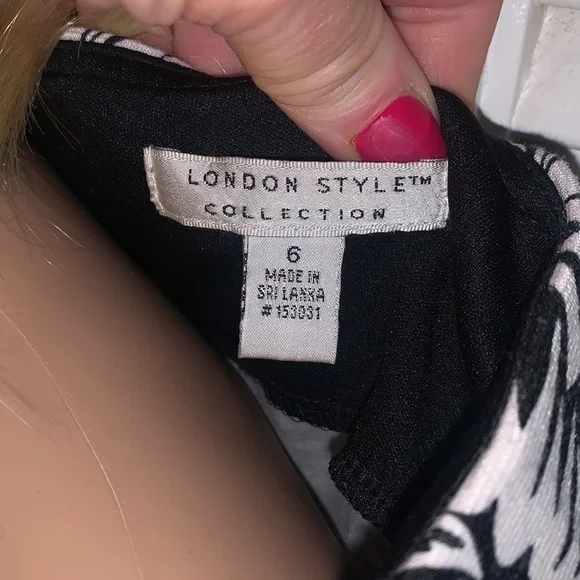 LONDON STYLE™
COLLECTION
6
MADE IN
SRI LANKA
#153031